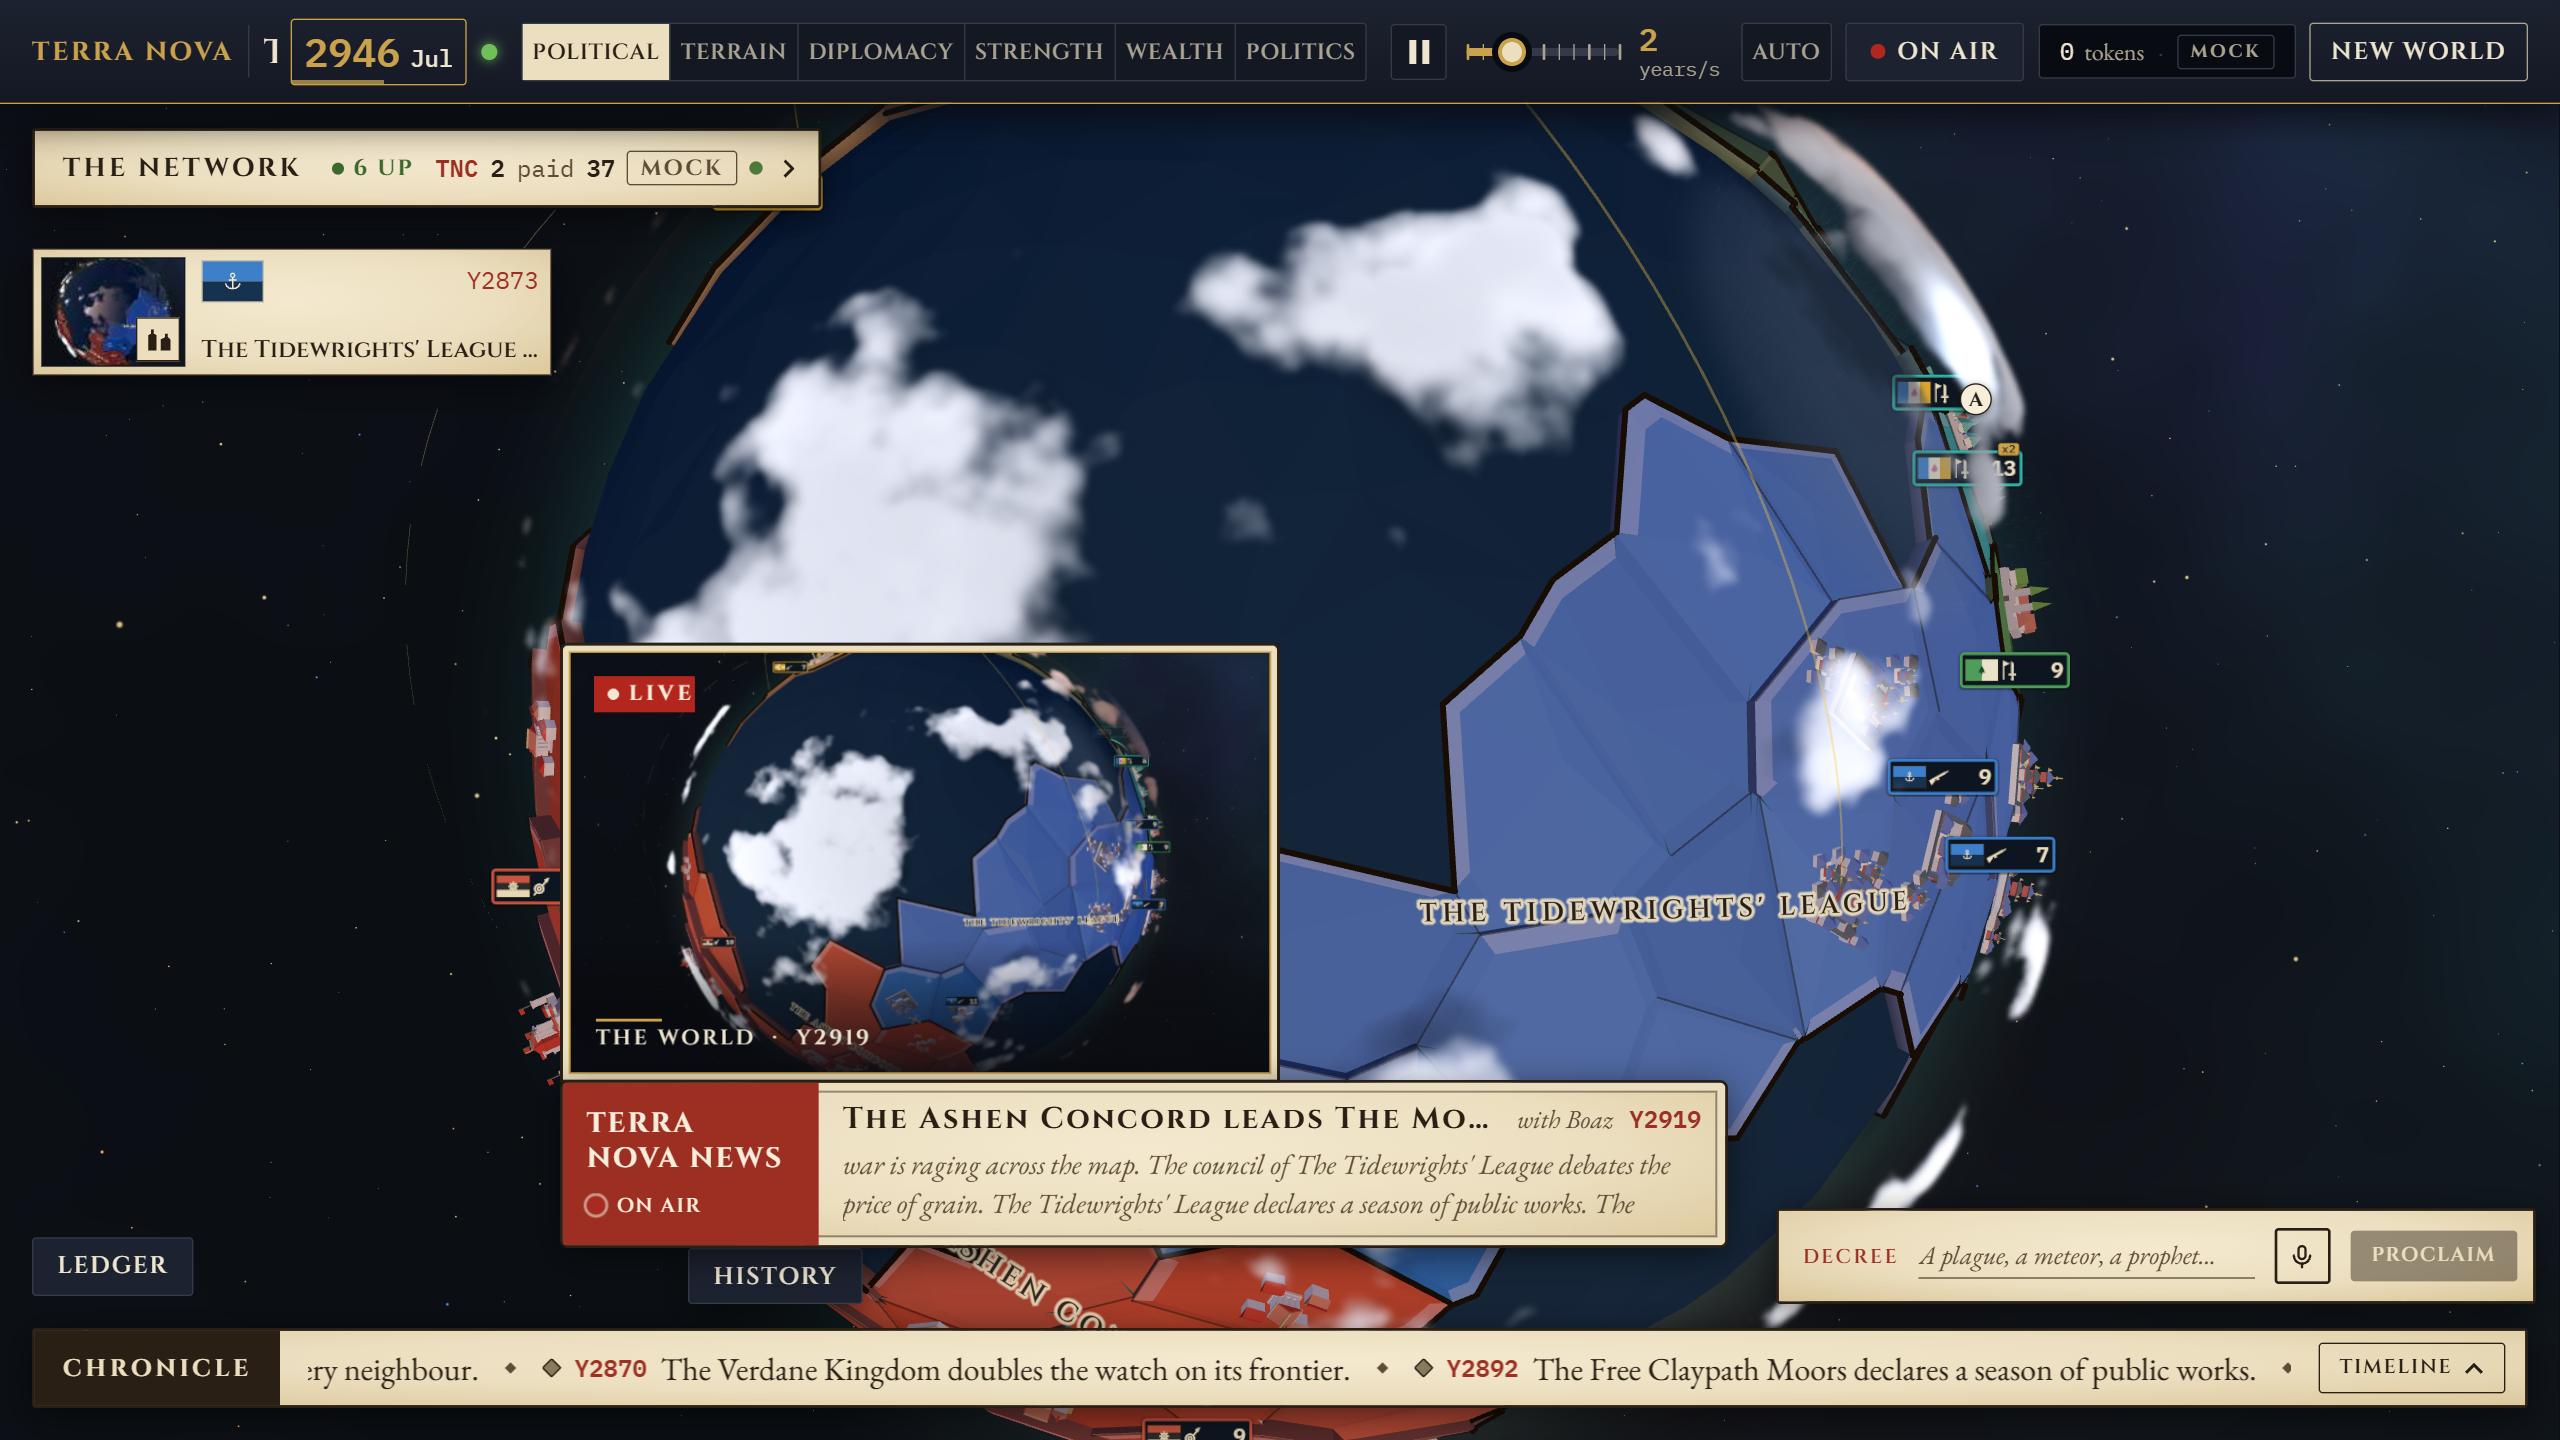 TERRA NOVA
2946 Jul
POLITICAL
TERRAIN
DIPLOMACY
STRENGTH
WEALTH
POLITICS
2 years/s
AUTO
ON AIR
0 tokens · MOCK
NEW WORLD
THE NETWORK 6 UP TNC 2 paid 37 MOCK
Y2873
THE TIDEWRIGHTS' LEAGUE ...
A
x2
13
9
9
7
THE TIDEWRIGHTS' LEAGUE
LIVE
THE TIDEWRIGHTS' LEAGUE
THE WORLD · Y2919
TERRA
NOVA NEWS
ON AIR
THE ASHEN CONCORD LEADS THE MO... with Boaz Y2919
war is raging across the map. The council of The Tidewrights' League debates the
price of grain. The Tidewrights' League declares a season of public works. The
LEDGER
HISTORY
DECREE A plague, a meteor, a prophet...
PROCLAIM
CHRONICLE
ery neighbour. Y2870 The Verdane Kingdom doubles the watch on its frontier. Y2892 The Free Claypath Moors declares a season of public works.
TIMELINE
9